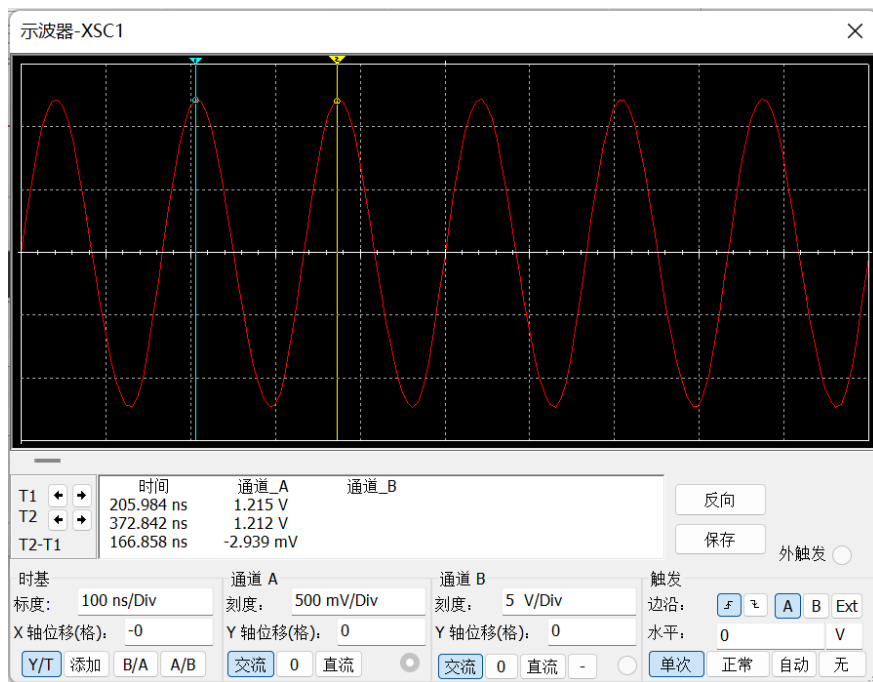 示波器-XSC1
1
2
时间 通道_A 通道_B
T1 205.984 ns 1.215 V
T2 372.842 ns 1.212 V
T2-T1 166.858 ns -2.939 mV
反向
保存
外触发
时基
标度: 100 ns/Div
X 轴位移(格): -0
Y/T 添加 B/A A/B
通道 A
刻度: 500 mV/Div
Y 轴位移(格): 0
交流 0 直流
通道 B
刻度: 5 V/Div
Y 轴位移(格): 0
交流 0 直流 -
触发
边沿: A B Ext
水平: 0 V
单次 正常 自动 无